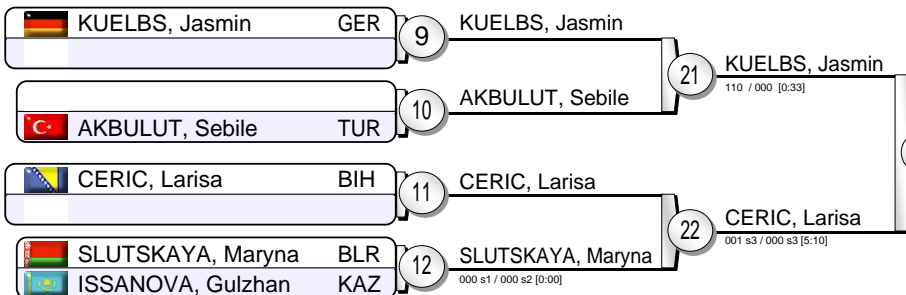 KUELBS, Jasmin GER
9
KUELBS, Jasmin
21
KUELBS, Jasmin
110 / 000 [0:33]
10
AKBULUT, Sebile
AKBULUT, Sebile TUR
CERIC, Larisa BIH
11
CERIC, Larisa
22
CERIC, Larisa
001 s3 / 000 s3 [5:10]
SLUTSKAYA, Maryna BLR
12
SLUTSKAYA, Maryna
000 s1 / 000 s2 [0:00]
ISSANOVA, Gulzhan KAZ